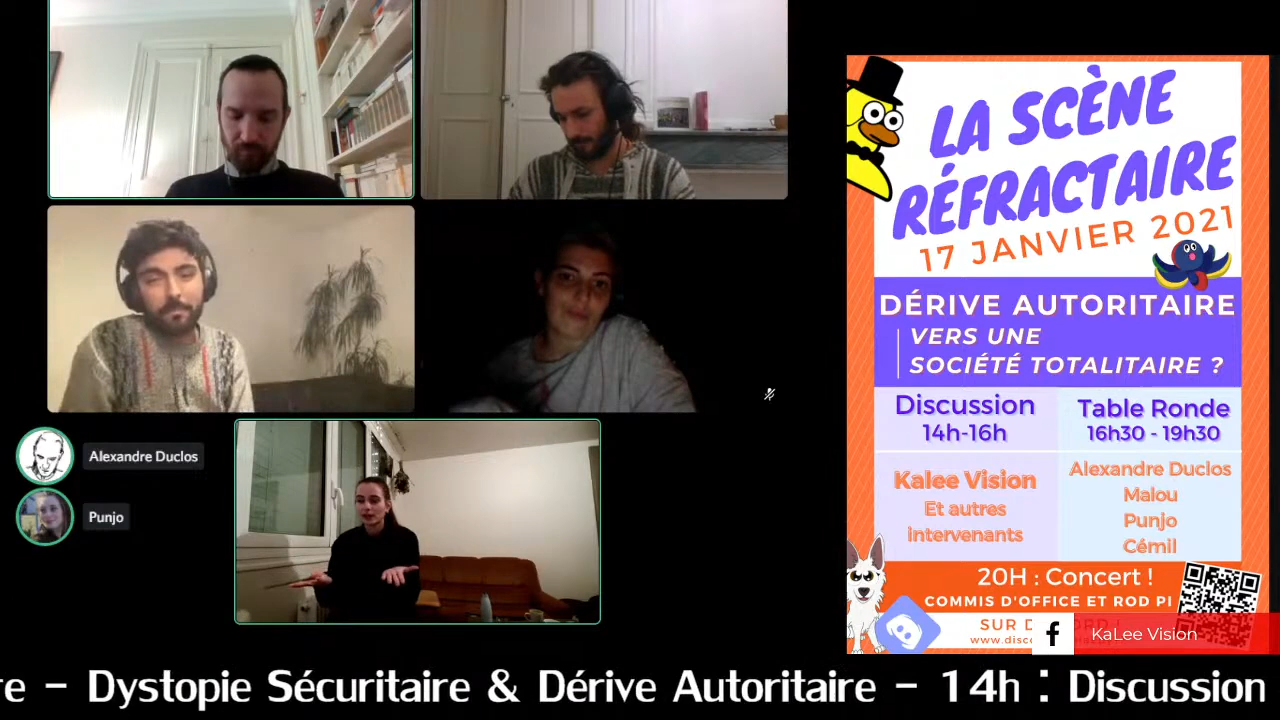 LA SCÈNE
RÉFRACTAIRE
17 JANVIER 2021
DÉRIVE AUTORITAIRE
VERS UNE
SOCIÉTÉ TOTALITAIRE ?
Discussion
14h-16h
Table Ronde
16h30 - 19h30
Kalee Vision
Et autres
Intervenants
Alexandre Duclos
Malou
Punjo
Cémil
20H : Concert !
COMMIS D'OFFICE ET ROD PI
SUR
www.disc
f KaLee Vision
Alexandre Duclos
Punjo
re - Dystopie Sécuritaire & Dérive Autoritaire - 14h : Discussion